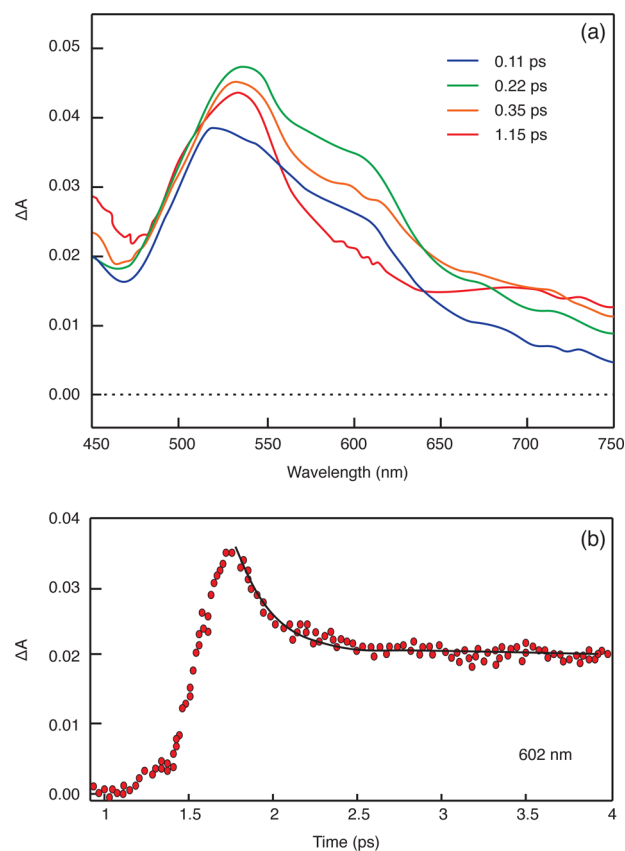 (a)
0.05
0.04
0.03
0.02
0.01
0.00
ΔA
0.11 ps
0.22 ps
0.35 ps
1.15 ps
450 500 550 600 650 700 750
Wavelength (nm)
(b)
0.04
0.03
0.02
0.01
0.00
ΔA
602 nm
1 1.5 2 2.5 3 3.5 4
Time (ps)